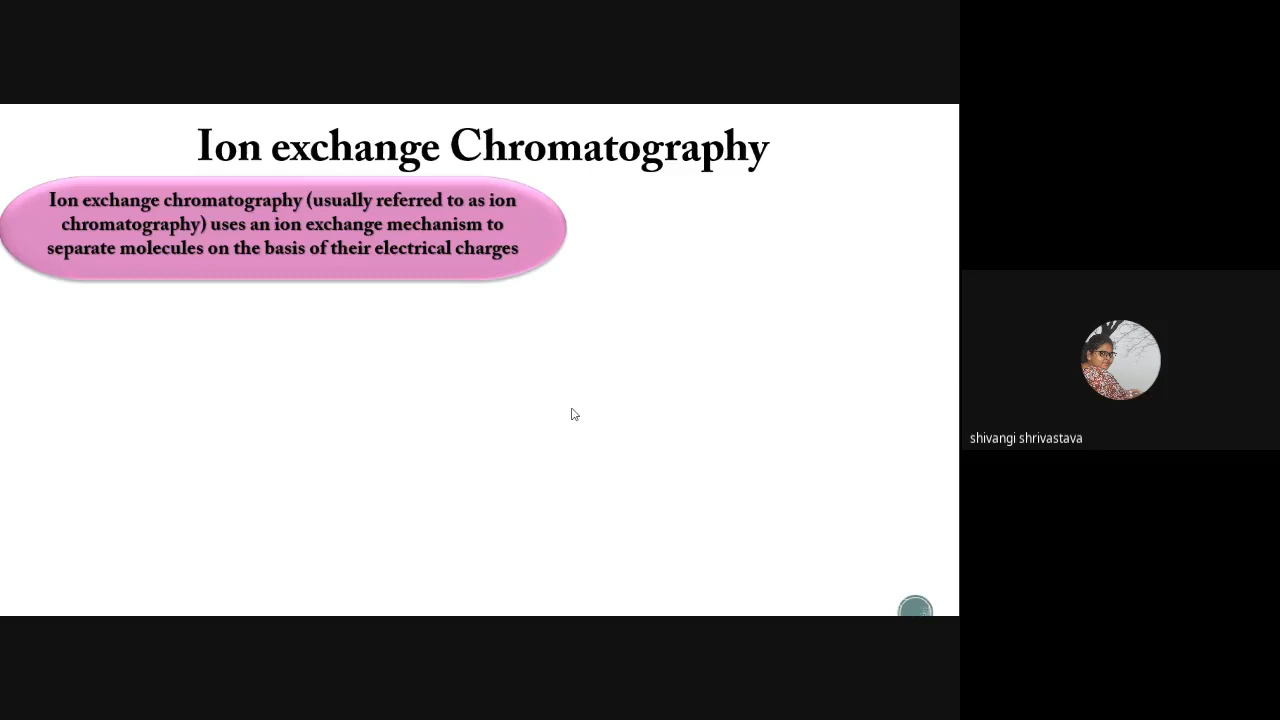 Ion exchange Chromatography
Ion exchange chromatography (usually referred to as ion
chromatography) uses an ion exchange mechanism to
separate molecules on the basis of their electrical charges
shivangi shrivastava